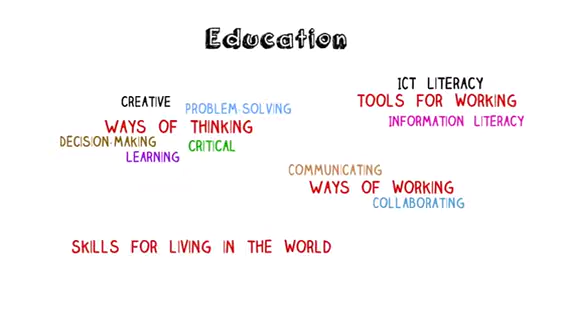 Education
CREATIVE
PROBLEM-SOLVING
WAYS OF THINKING
DECISION-MAKING
CRITICAL
LEARNING
ICT LITERACY
TOOLS FOR WORKING
INFORMATION LITERACY
COMMUNICATING
WAYS OF WORKING
COLLABORATING
SKILLS FOR LIVING IN THE WORLD